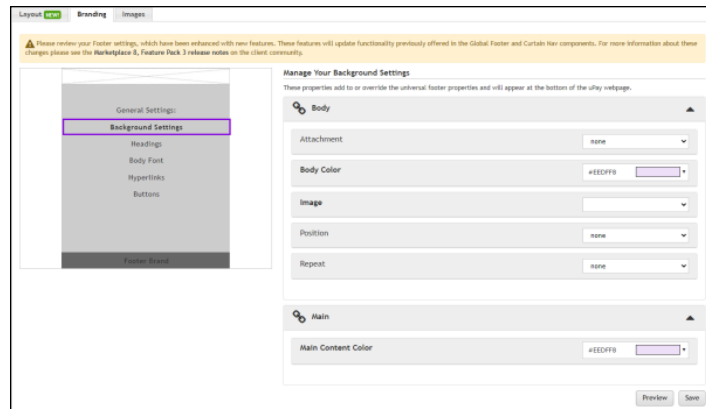 Layout NEW! Branding Images
Please review your Footer settings, which have been enhanced with new features. These features will update functionality previously offered in the Global Footer and Curtain Nav components. For more information about these
changes please see the Marketplace 8, Feature Pack 3 release notes on the client community.
General Settings:
Background Settings
Headings
Body Font
Hyperlinks
Buttons
Footer Brand
Manage Your Background Settings
These properties add to or override the universal footer properties and will appear at the bottom of the uPay webpage.
Body
Attachment none
Body Color #EEDFF8
Image
Position none
Repeat none
Main
Main Content Color #EEDFF8
Preview Save